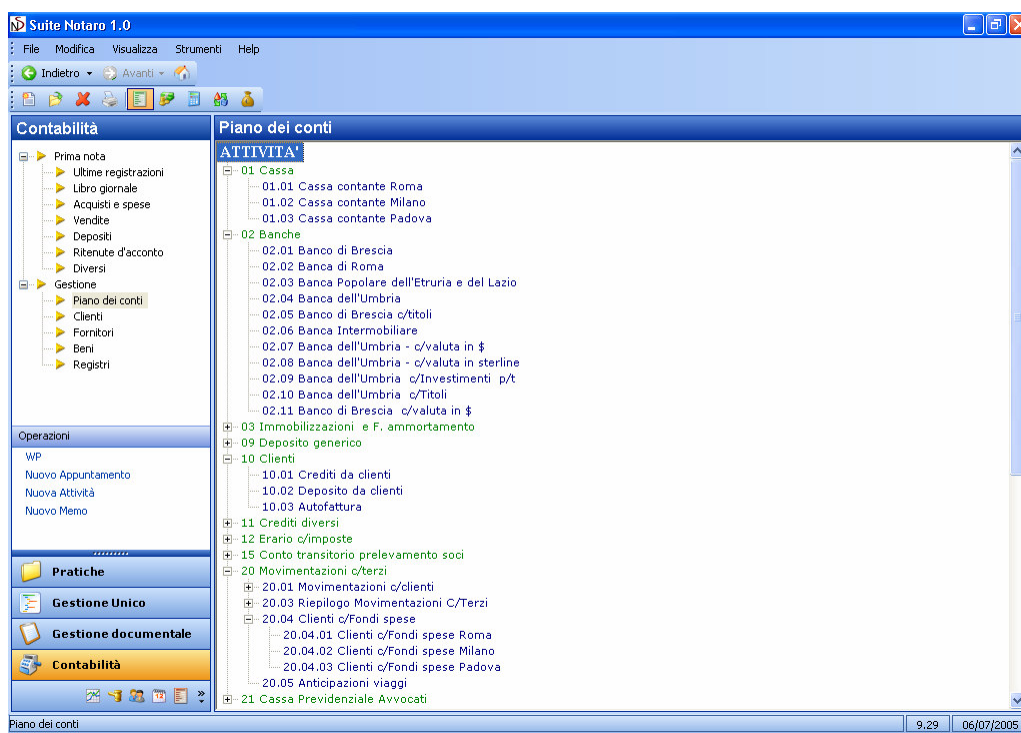 Suite Notaro 1.0
File Modifica Visualizza Strumenti Help
Indietro Avanti
Contabilità
Prima nota
Ultime registrazioni
Libro giornale
Acquisti e spese
Vendite
Depositi
Ritenute d'acconto
Diversi
Gestione
Piano dei conti
Clienti
Fornitori
Beni
Registri
Operazioni
WP
Nuovo Appuntamento
Nuova Attività
Nuovo Memo
Pratiche
Gestione Unico
Gestione documentale
Contabilità
Piano dei conti
ATTIVITA'
01 Cassa
01.01 Cassa contante Roma
01.02 Cassa contante Milano
01.03 Cassa contante Padova
02 Banche
02.01 Banco di Brescia
02.02 Banca di Roma
02.03 Banca Popolare dell'Etruria e del Lazio
02.04 Banca dell'Umbria
02.05 Banco di Brescia c/titoli
02.06 Banca Intermobiliare
02.07 Banca dell'Umbria - c/valuta in $
02.08 Banca dell'Umbria - c/valuta in sterline
02.09 Banca dell'Umbria c/Investimenti p/t
02.10 Banca dell'Umbria c/Titoli
02.11 Banco di Brescia c/valuta in $
03 Immobilizzazioni e F. ammortamento
09 Deposito generico
10 Clienti
10.01 Crediti da clienti
10.02 Deposito da clienti
10.03 Autofattura
11 Crediti diversi
12 Erario c/imposte
15 Conto transitorio prelevamento soci
20 Movimentazioni c/terzi
20.01 Movimentazioni c/clienti
20.03 Riepilogo Movimentazioni C/Terzi
20.04 Clienti c/Fondi spese
20.04.01 Clienti c/Fondi spese Roma
20.04.02 Clienti c/Fondi spese Milano
20.04.03 Clienti c/Fondi spese Padova
20.05 Anticipazioni viaggi
21 Cassa Previdenziale Avvocati
Piano dei conti 9.29 06/07/2005